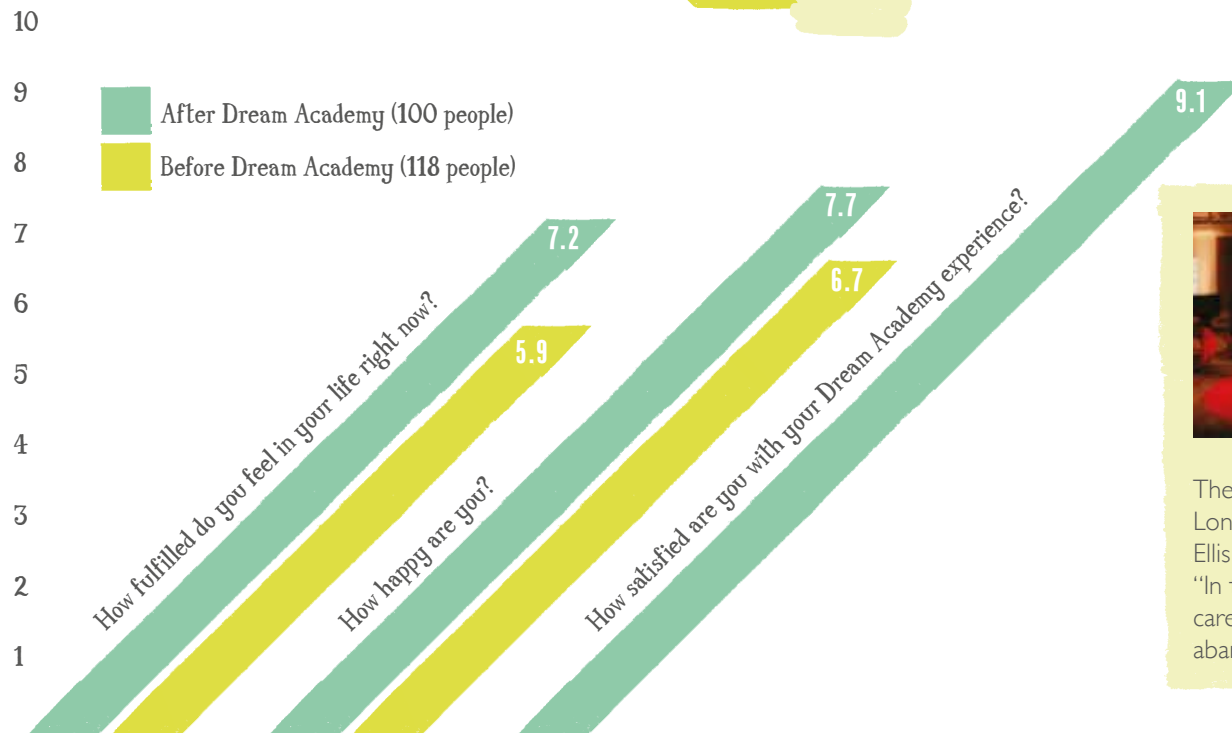 10
9
8
7
6
5
4
3
2
1
After Dream Academy (100 people)
Before Dream Academy (118 people)
How fulfilled do you feel in your life right now?
7.2
5.9
How happy are you?
7.7
6.7
How satisfied are you with your Dream Academy experience?
9.1
The
Lon
Ellis
“In
care
aba